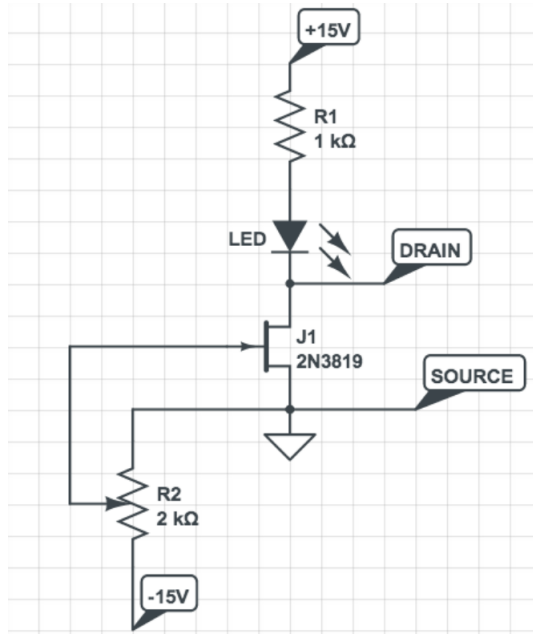 +15V
R1
1 kΩ
LED
DRAIN
J1
2N3819
SOURCE
R2
2 kΩ
-15V